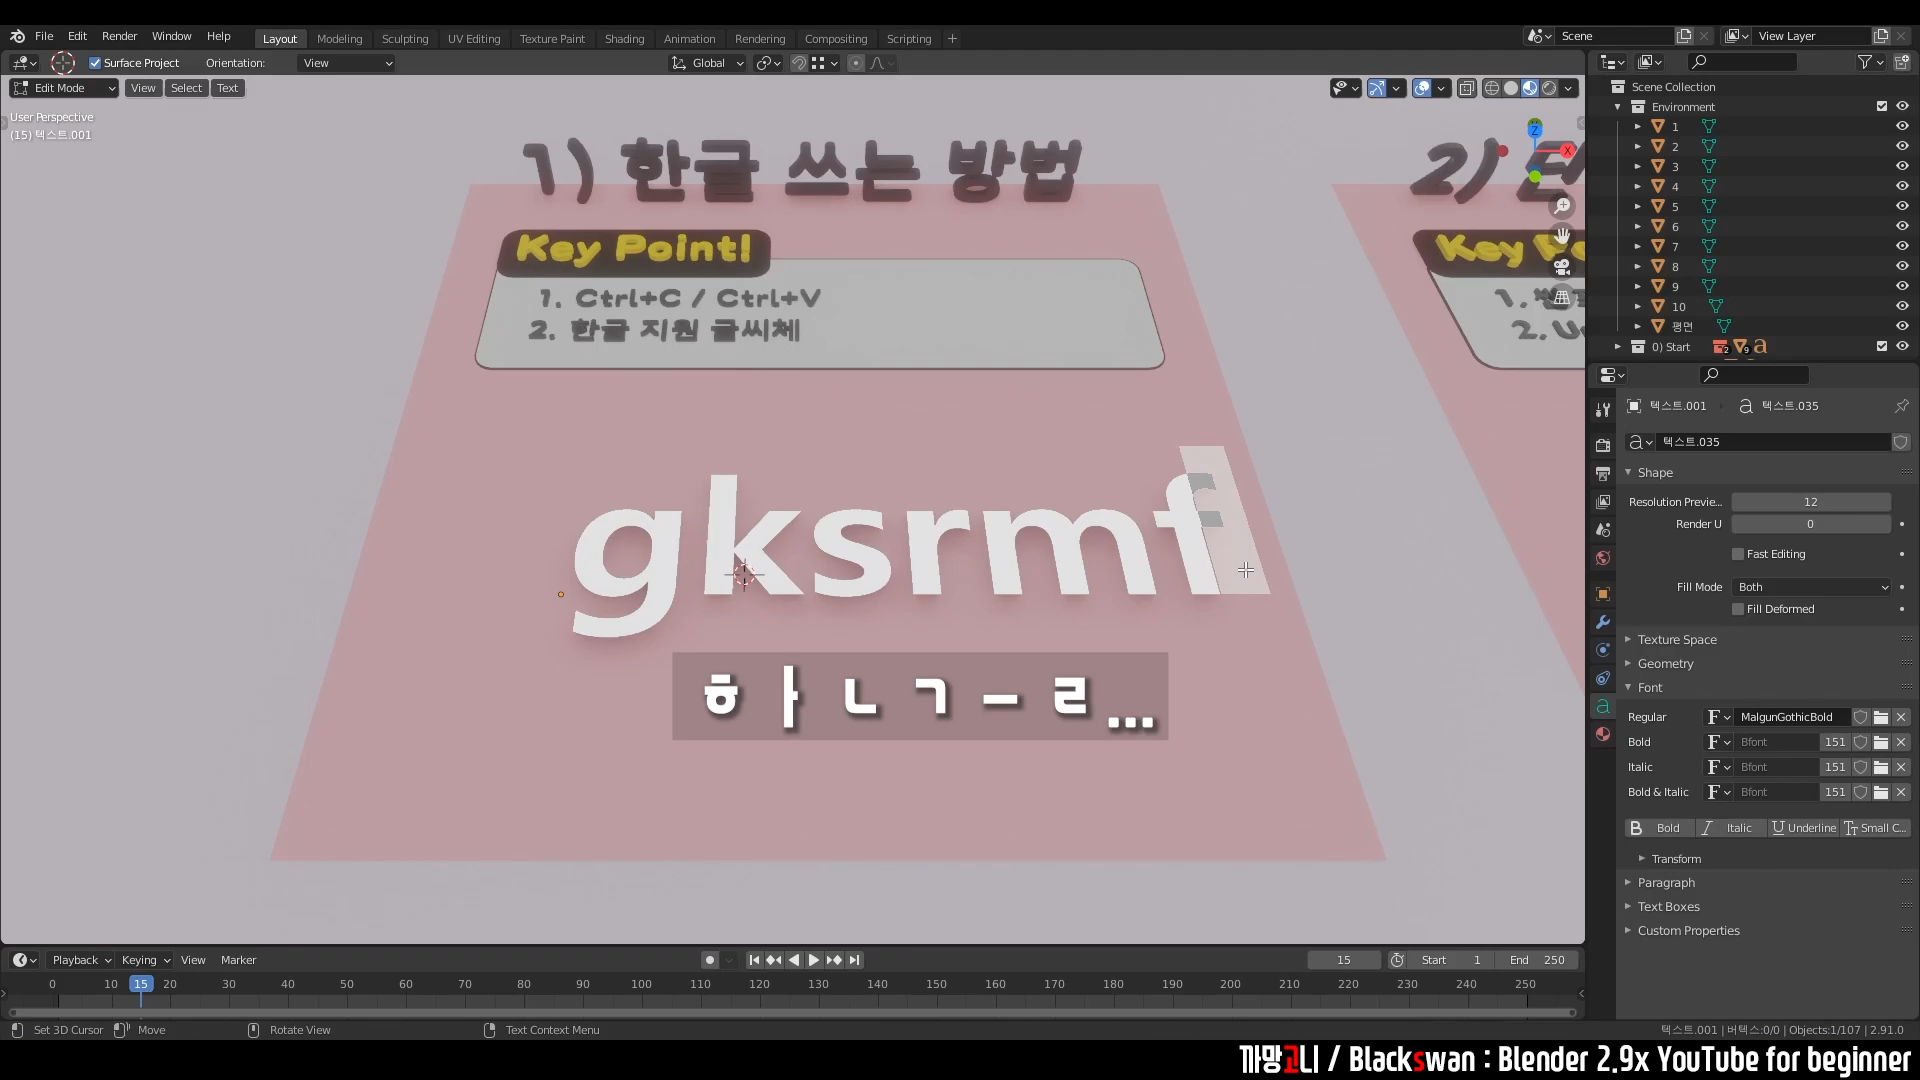 File Edit Render Window Help
Layout Modeling Sculpting UV Editing Texture Paint Shading Animation Rendering Compositing Scripting +
Scene
View Layer
Surface Project
Orientation:
View
Global
Edit Mode
View Select Text
User Perspective
(15) 텍스트.001
1) 한글 쓰는 방법
Key Point!
1. Ctrl+C / Ctrl+V
2. 한글 지원 글씨체
2)
Key
1.
2.
gksrmf
ㅎ ㅏ ㄴ ㄱ ㅡ ㄹ ...
Z
X
Scene Collection
Environment
1
2
3
4
5
6
7
8
9
10
평면
0) Start 2 9 a
텍스트.001 a 텍스트.035
텍스트.035
Shape
Resolution Previe... 12
Render U 0
Fast Editing
Fill Mode Both
Fill Deformed
Texture Space
Geometry
Font
Regular F MalgunGothicBold
Bold F Bfont 151
Italic F Bfont 151
Bold & Italic F Bfont 151
B Bold I Italic U Underline Tт Small C...
Transform
Paragraph
Text Boxes
Custom Properties
Playback Keying View Marker
15 Start 1 End 250
0 10 15 20 30 40 50 60 70 80 90 100 110 120 130 140 150 160 170 180 190 200 210 220 230 240 250
Set 3D Cursor Move Rotate View Text Context Menu
텍스트.001 | 버텍스:0/0 | Objects:1/107 | 2.91.0
까망고니 / Blackswan : Blender 2.9x YouTube for beginner